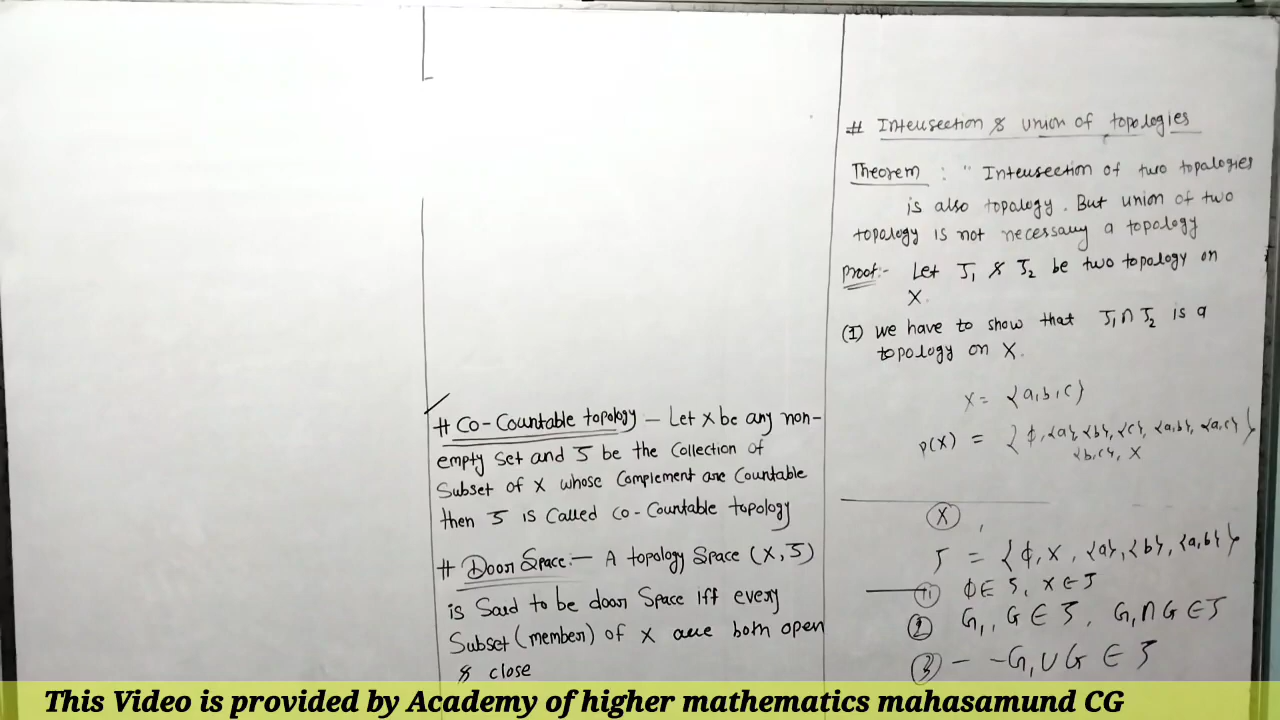 # Co-Countable topology – Let X be any non-
empty set and J be the Collection of
Subset of X whose Complement are Countable
then J is Called Co-Countable topology
# Door Space:– A topology Space (X, J)
is Said to be door Space iff every
Subset (member) of X are both open
& close
# Intersection & union of topologies
Theorem : " Intersection of two topalogies
is also topology. But union of two
topology is not necessary a topology
Proof:- Let J₁ & J₂ be two topology on
X.
(I) we have to show that J₁∩J₂ is a
topology on X.
X = {a,b,c}
P(X) = {ϕ,{a},{b},{c},{a,b},{a,c}}
{b,c}, X
X
J = {ϕ, X, {a},{b},{a,b}}
① ϕ∈J, X∈J
② G₁, G ∈ J, G₁∩G ∈J
③ – -G₁∪G ∈ J
This Video is provided by Academy of higher mathematics mahasamund CG